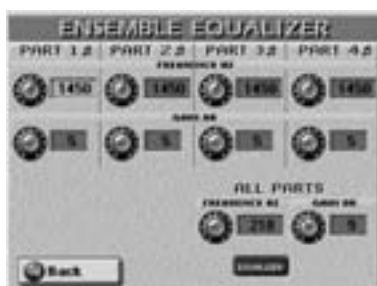 ENSEMBLE EQUALIZER
PART 1 PART 2 PART 3 PART 4
FREQUENCY HZ
1450 1450 1450 1450
GAIN DB
5 5 5 5
ALL PARTS
FREQUENCY HZ GAIN DB
250 5
Back